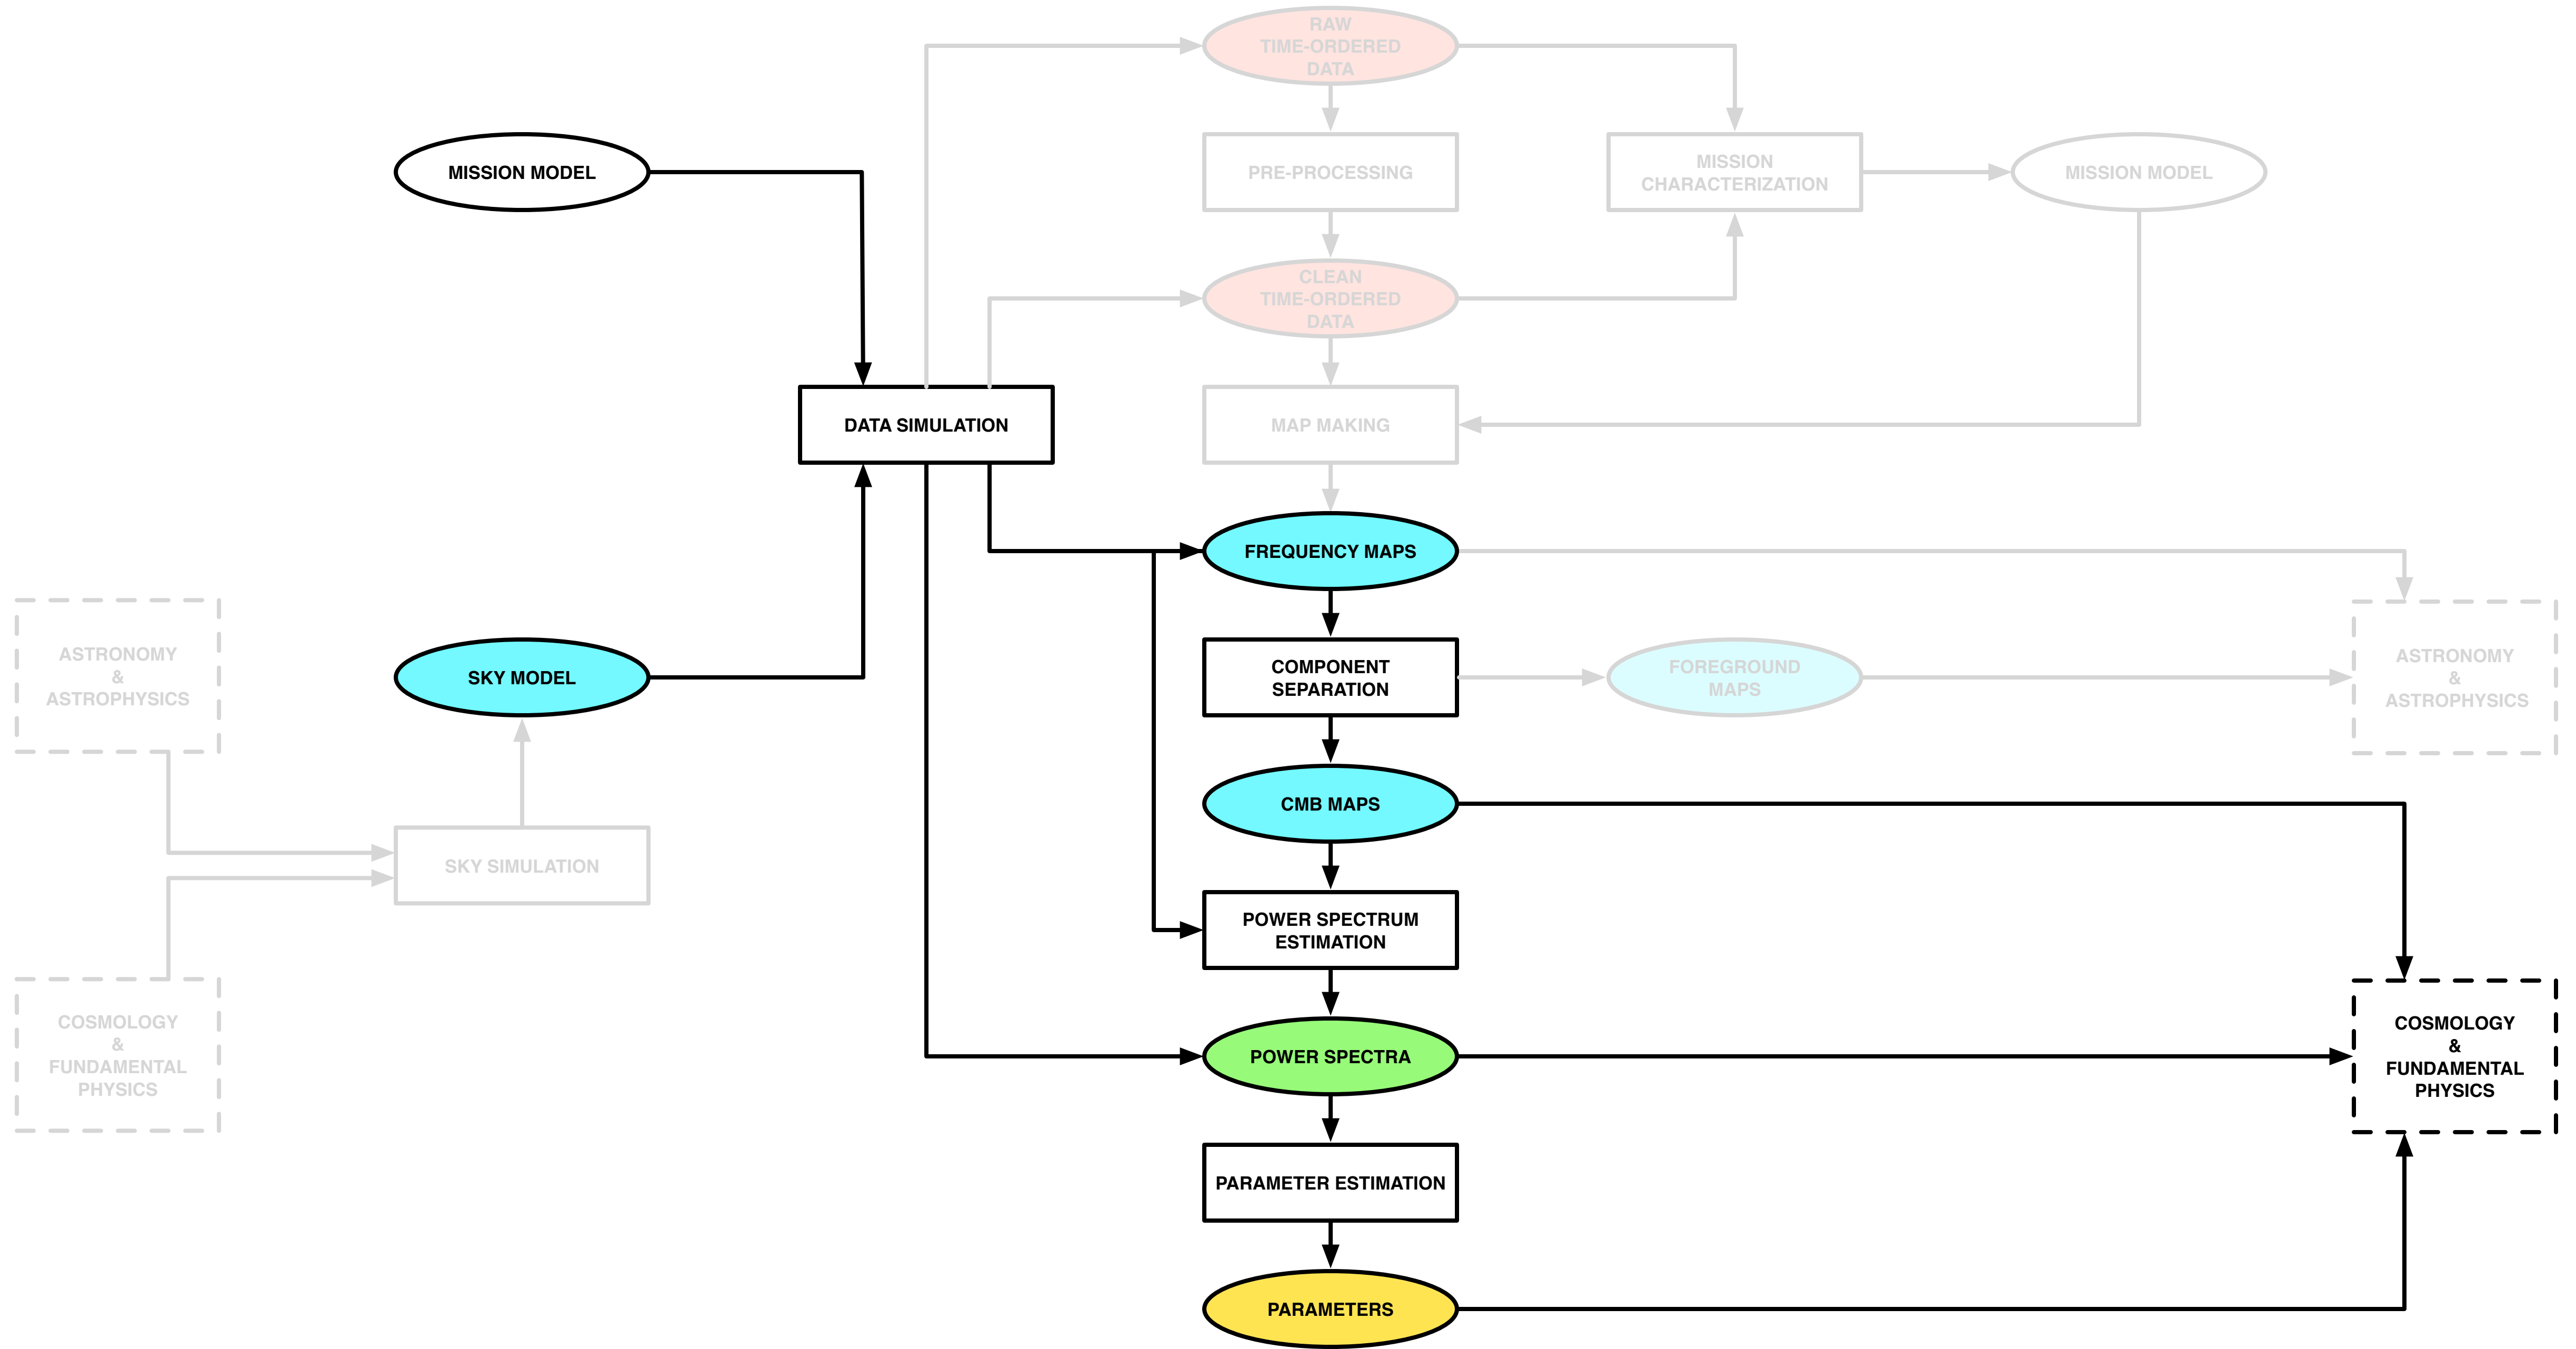 RAW
TIME-ORDERED
DATA
MISSION MODEL
PRE-PROCESSING
MISSION
CHARACTERIZATION
MISSION MODEL
CLEAN
TIME-ORDERED
DATA
DATA SIMULATION
MAP MAKING
FREQUENCY MAPS
ASTRONOMY
&
ASTROPHYSICS
SKY MODEL
COMPONENT
SEPARATION
FOREGROUND
MAPS
ASTRONOMY
&
ASTROPHYSICS
CMB MAPS
SKY SIMULATION
POWER SPECTRUM
ESTIMATION
COSMOLOGY
&
FUNDAMENTAL
PHYSICS
POWER SPECTRA
COSMOLOGY
&
FUNDAMENTAL
PHYSICS
PARAMETER ESTIMATION
PARAMETERS